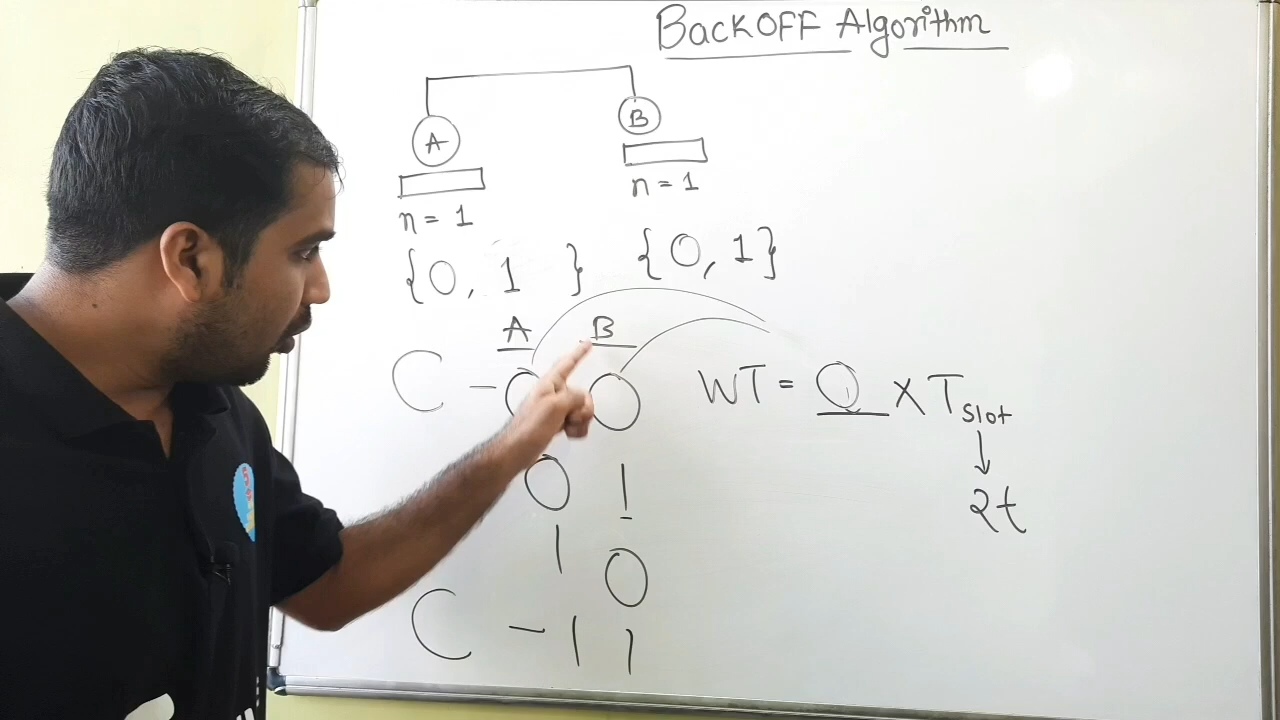 BackOFF Algorithm
A B
n = 1 n = 1
{0, 1 } {0, 1}
A B
C - 0 0 WT = 0 X Tslot
0 1 2t
1 0
C - 1 1